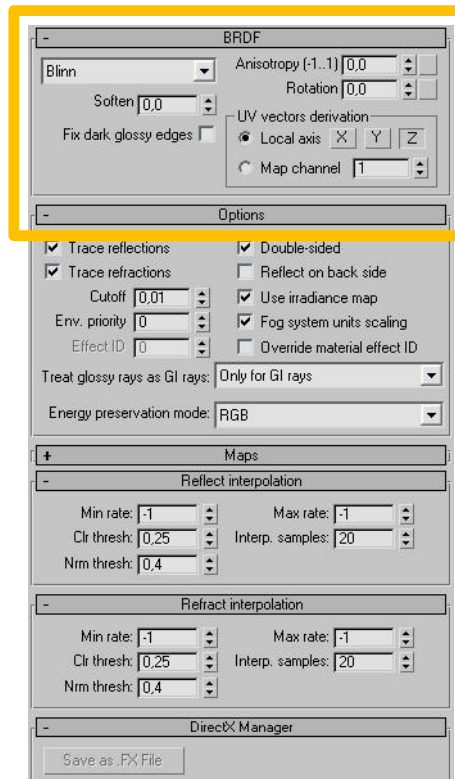 - BRDF
Blinn Anisotropy (-1..1) 0,0
Rotation 0,0
Soften 0,0
UV vectors derivation
Fix dark glossy edges Local axis X Y Z
Map channel 1
- Options
Trace reflections Double-sided
Trace refractions Reflect on back side
Cutoff 0,01 Use irradiance map
Env. priority 0 Fog system units scaling
Effect ID 0 Override material effect ID
Treat glossy rays as GI rays: Only for GI rays
Energy preservation mode: RGB
+ Maps
- Reflect interpolation
Min rate: -1 Max rate: -1
Clr thresh: 0,25 Interp. samples: 20
Nrm thresh: 0,4
- Refract interpolation
Min rate: -1 Max rate: -1
Clr thresh: 0,25 Interp. samples: 20
Nrm thresh: 0,4
- DirectX Manager
Save as .FX File